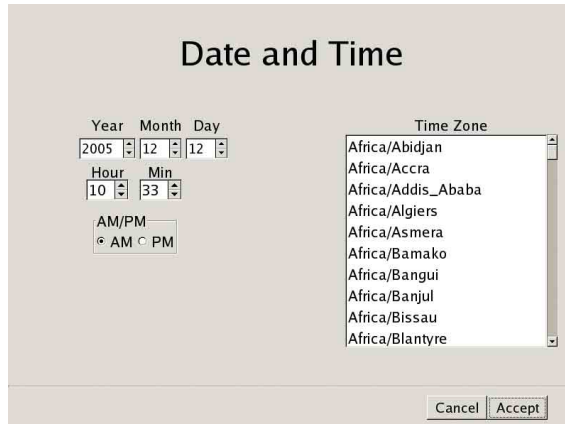 Date and Time
Year Month Day
2005 12 12
Hour Min
10 33
AM/PM
AM PM
Time Zone
Africa/Abidjan
Africa/Accra
Africa/Addis_Ababa
Africa/Algiers
Africa/Asmera
Africa/Bamako
Africa/Bangui
Africa/Banjul
Africa/Bissau
Africa/Blantyre
Cancel Accept